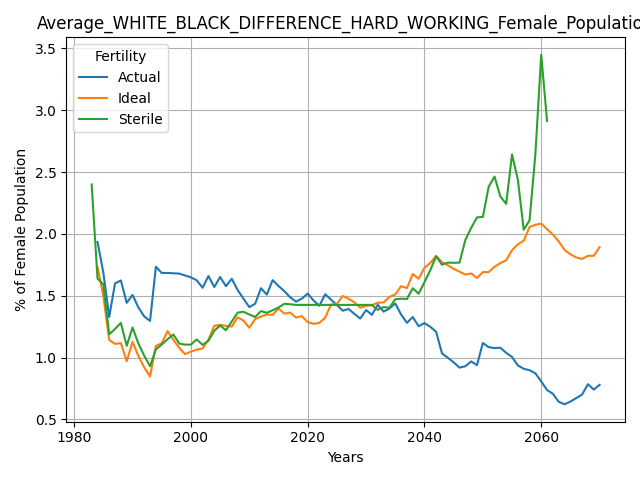 Average_WHITE_BLACK_DIFFERENCE_HARD_WORKING_Female_Populatio
Fertility
Actual
Ideal
Sterile
3.5
3.0
2.5
2.0
1.5
1.0
0.5
% of Female Population
1980
2000
2020
2040
2060
Years